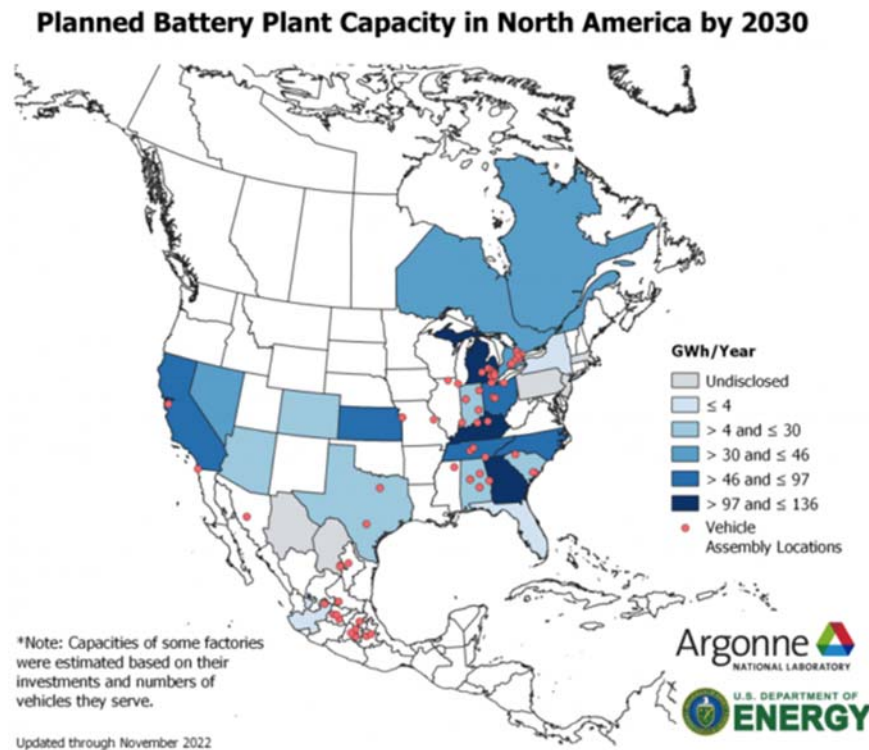 Planned Battery Plant Capacity in North America by 2030
GWh/Year
Undisclosed
≤ 4
> 4 and ≤ 30
> 30 and ≤ 46
> 46 and ≤ 97
> 97 and ≤ 136
Vehicle
Assembly Locations
*Note: Capacities of some factories
were estimated based on their
investments and numbers of
vehicles they serve.
Updated through November 2022
Argonne
NATIONAL LABORATORY
U.S. DEPARTMENT OF
ENERGY